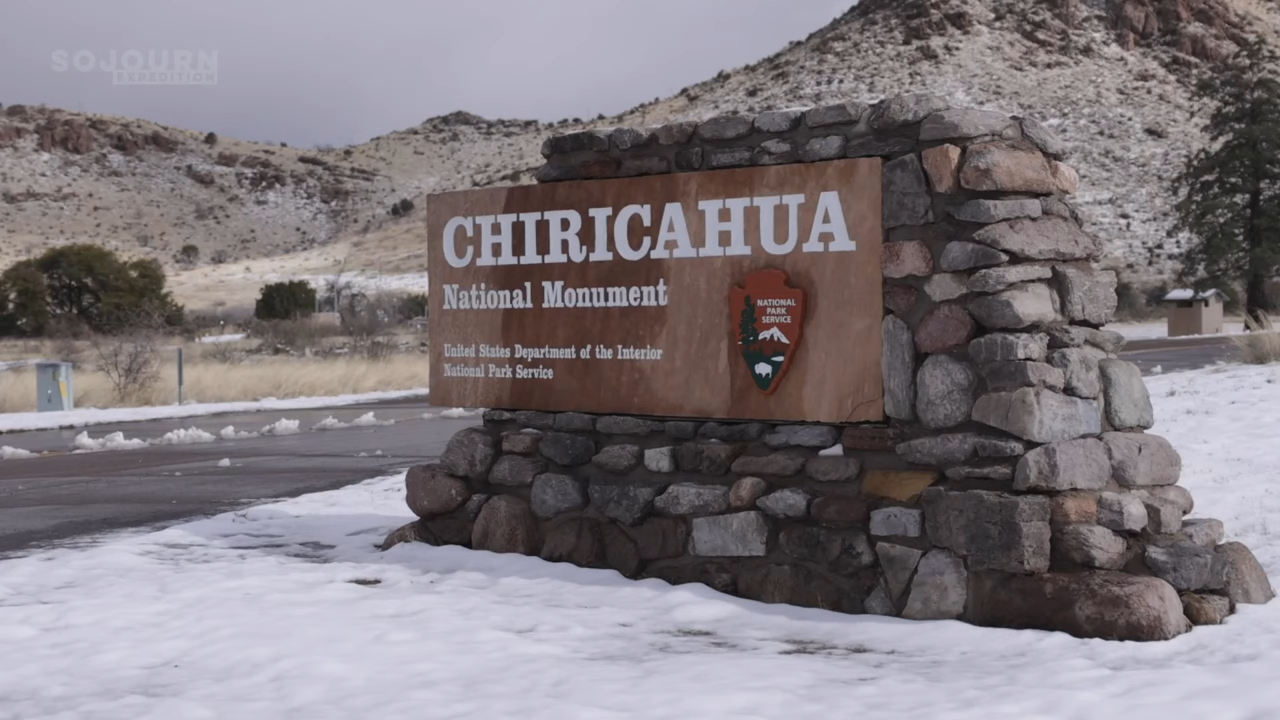 SOJOURN
EXPEDITION
CHIRICAHUA
National Monument
NATIONAL
PARK
SERVICE
United States Department of the Interior
National Park Service